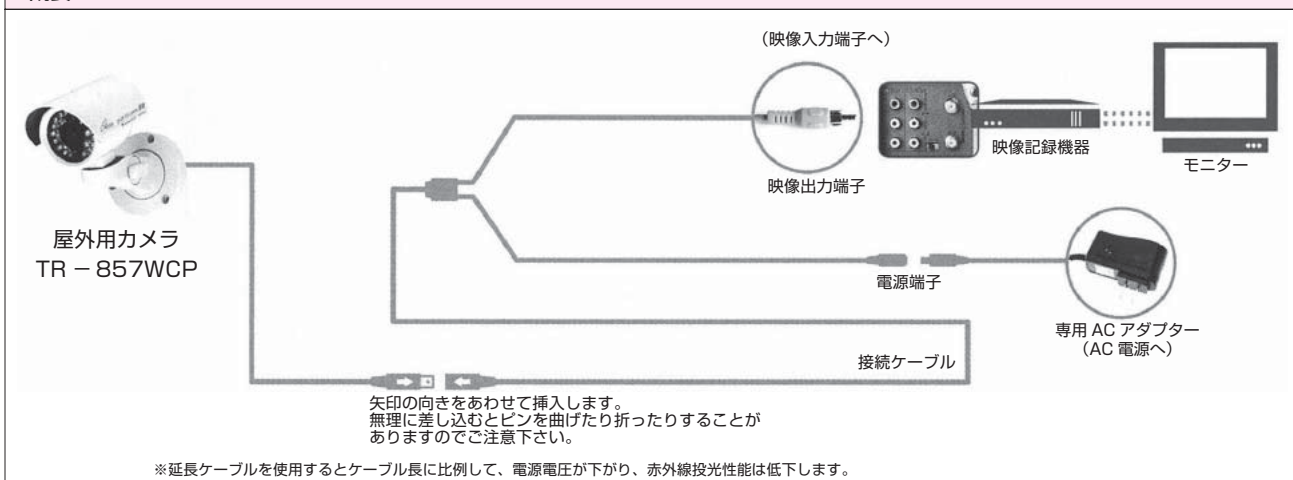 (映像入力端子へ)
映像出力端子
映像記録機器
モニター
屋外用カメラ
TR − 857WCP
電源端子
専用 AC アダプター
(AC 電源へ)
接続ケーブル
矢印の向きをあわせて挿入します。
無理に差し込むとピンを曲げたり折ったりすることが
ありますのでご注意下さい。
※延長ケーブルを使用するとケーブル長に比例して、電源電圧が下がり、赤外線投光性能は低下します。